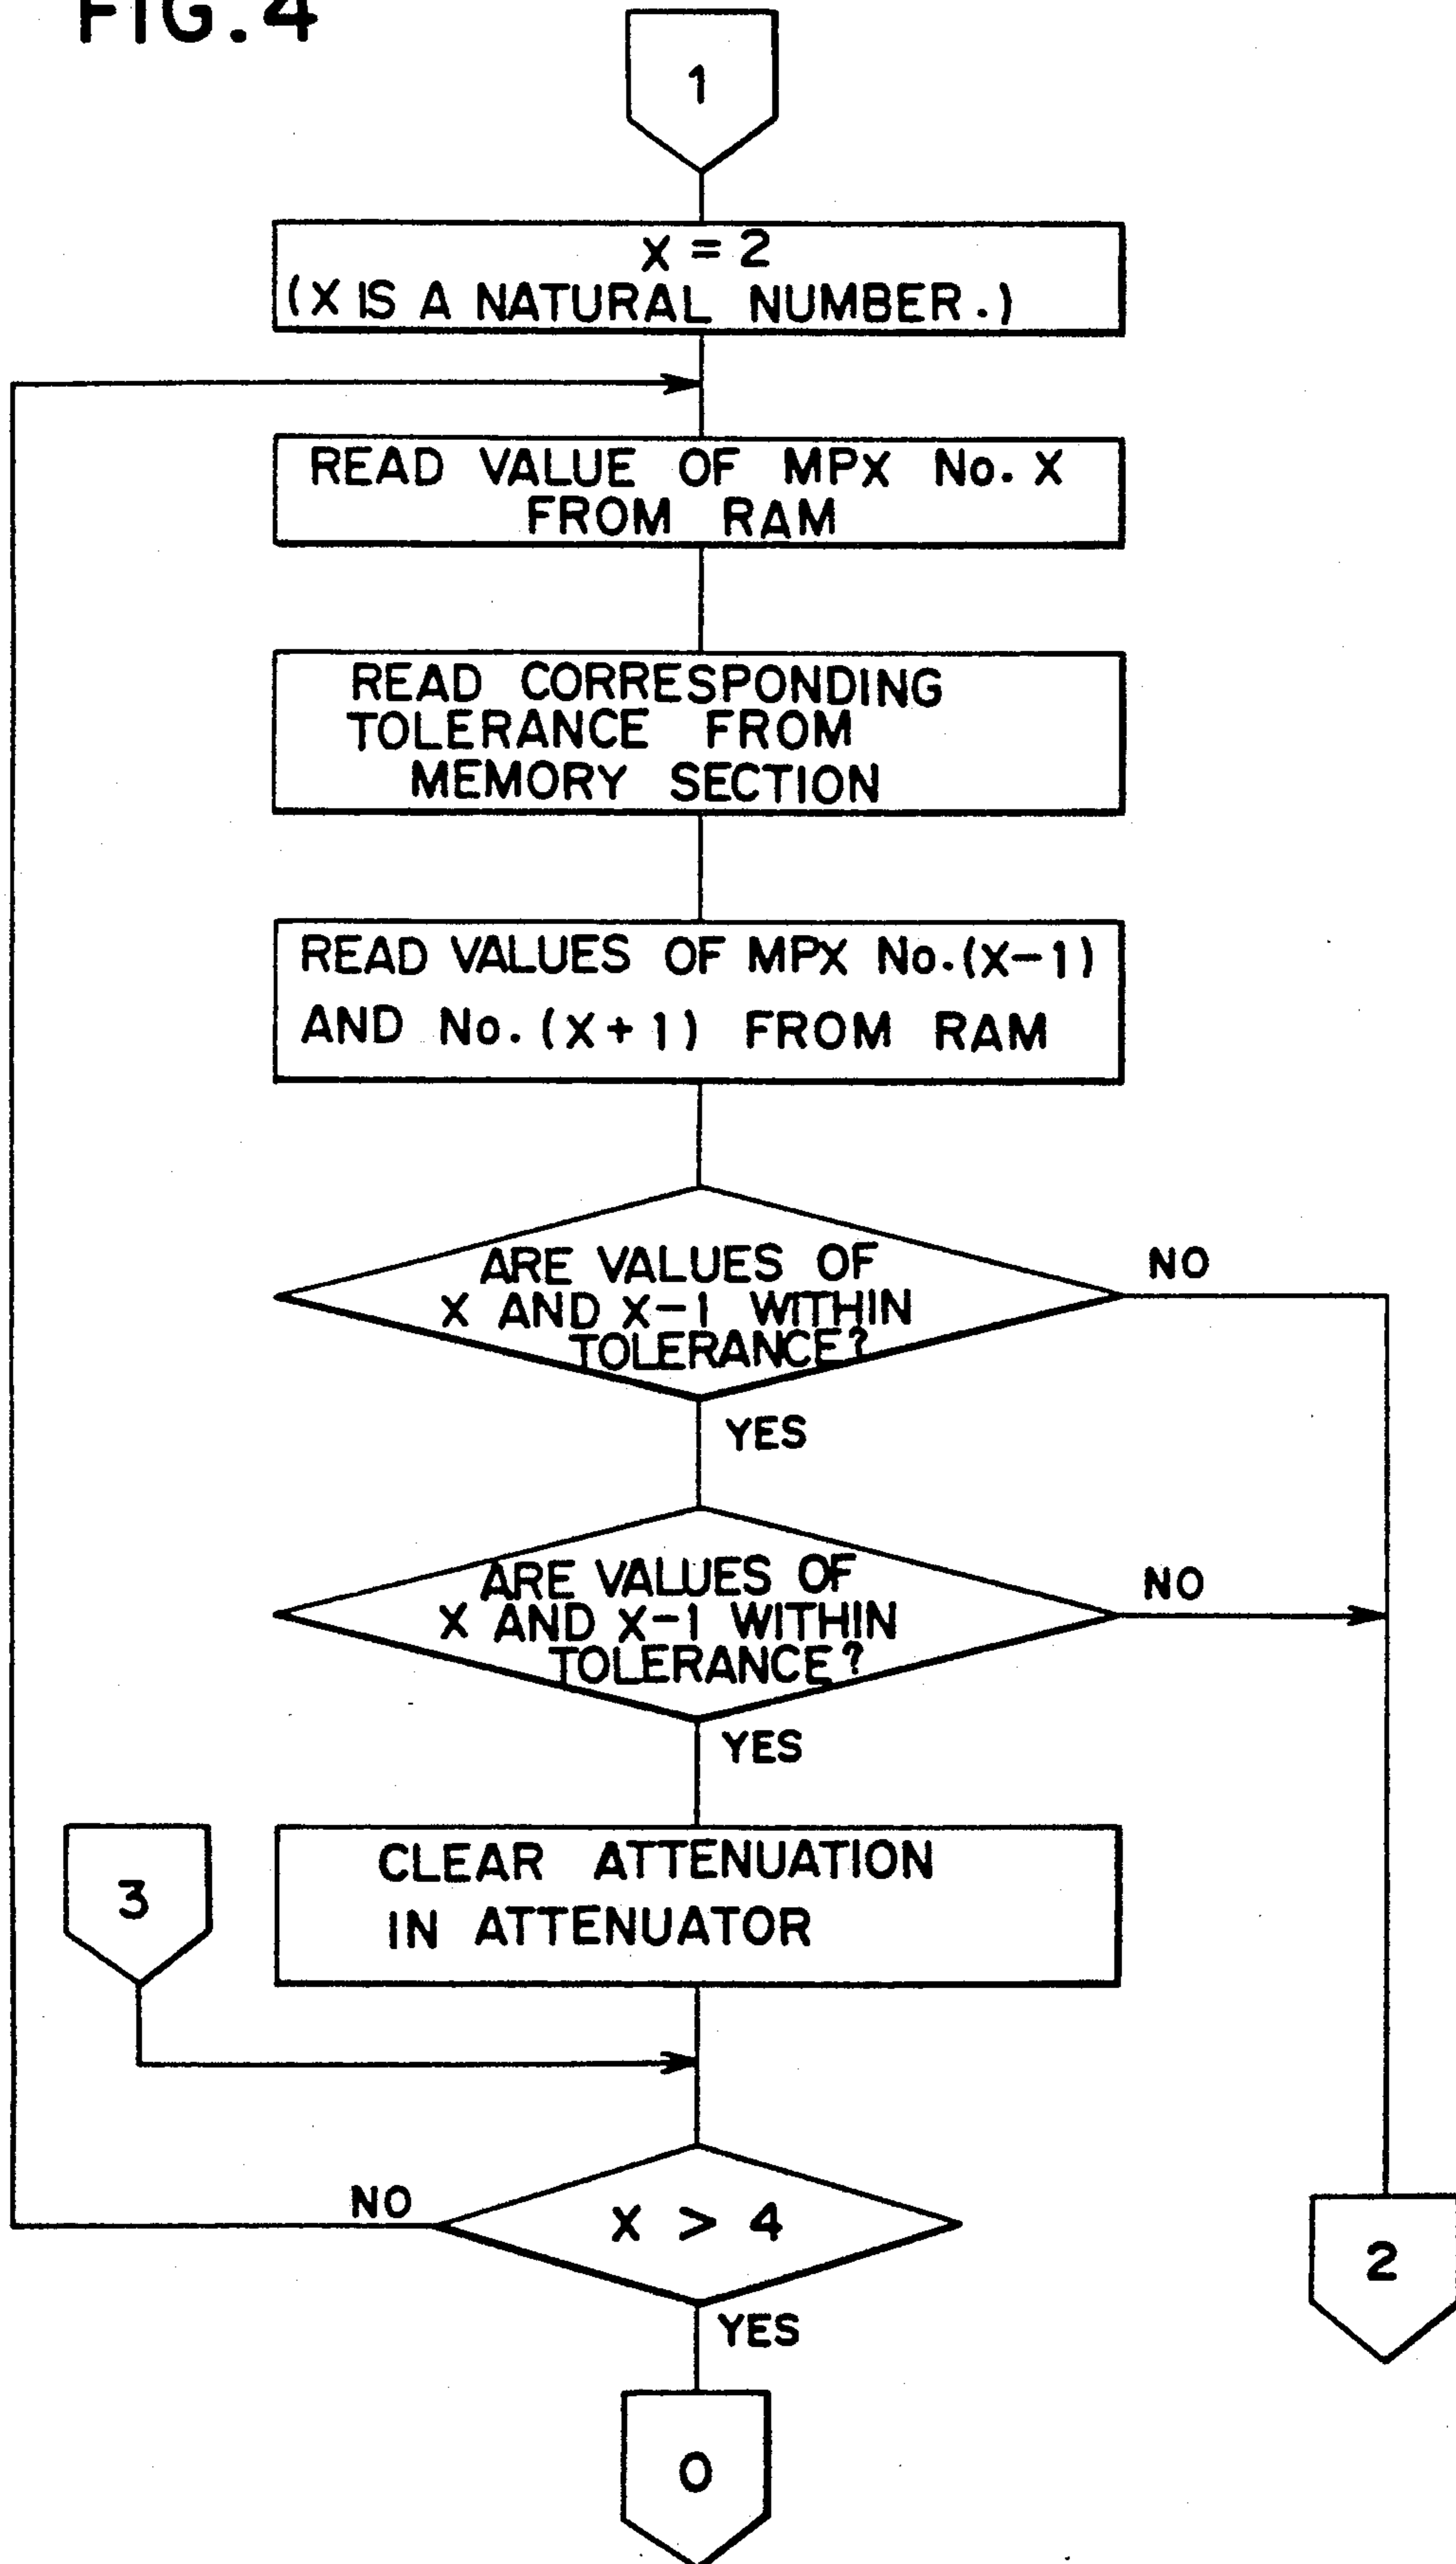 FIG. 4
1
X = 2
(X IS A NATURAL NUMBER.)
READ VALUE OF MPX No. X
FROM RAM
READ CORRESPONDING
TOLERANCE FROM
MEMORY SECTION
READ VALUES OF MPX No.(X-1)
AND No.(X+1) FROM RAM
ARE VALUES OF
X AND X-1 WITHIN
TOLERANCE?
NO
YES
ARE VALUES OF
X AND X-1 WITHIN
TOLERANCE?
NO
YES
CLEAR ATTENUATION
IN ATTENUATOR
3
X > 4
NO
YES
2
0